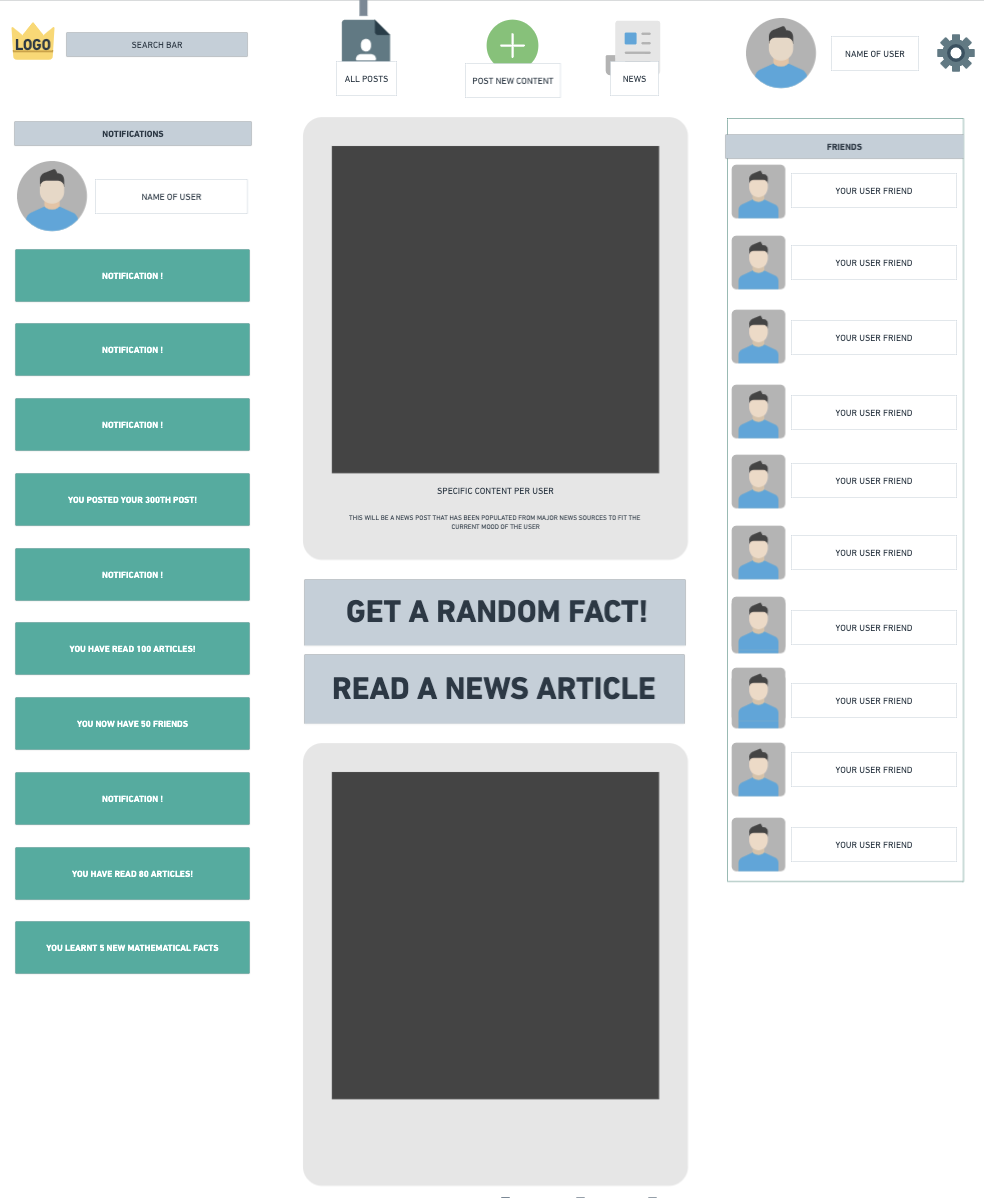 LOGO
SEARCH BAR
ALL POSTS
POST NEW CONTENT
NEWS
NAME OF USER
NOTIFICATIONS
NAME OF USER
NOTIFICATION !
NOTIFICATION !
NOTIFICATION !
YOU POSTED YOUR 300TH POST!
NOTIFICATION !
YOU HAVE READ 100 ARTICLES!
YOU NOW HAVE 50 FRIENDS
NOTIFICATION !
YOU HAVE READ 80 ARTICLES!
YOU LEARNT 5 NEW MATHEMATICAL FACTS
SPECIFIC CONTENT PER USER
THIS WILL BE A NEWS POST THAT HAS BEEN POPULATED FROM MAJOR NEWS SOURCES TO FIT THE
CURRENT MOOD OF THE USER
GET A RANDOM FACT!
READ A NEWS ARTICLE
FRIENDS
YOUR USER FRIEND
YOUR USER FRIEND
YOUR USER FRIEND
YOUR USER FRIEND
YOUR USER FRIEND
YOUR USER FRIEND
YOUR USER FRIEND
YOUR USER FRIEND
YOUR USER FRIEND
YOUR USER FRIEND